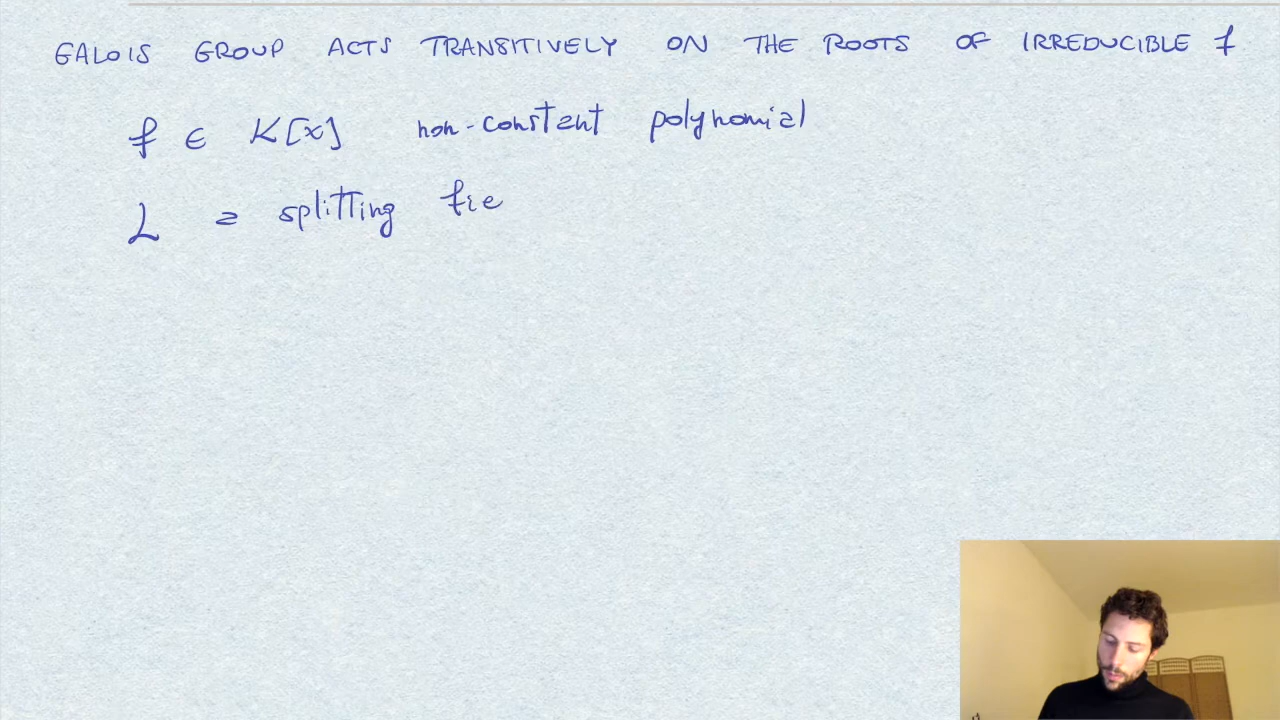 GALOIS GROUP ACTS TRANSITIVELY ON THE ROOTS OF IRREDUCIBLE f
f ∈ K[x] non-constant polynomial
L = splitting fie